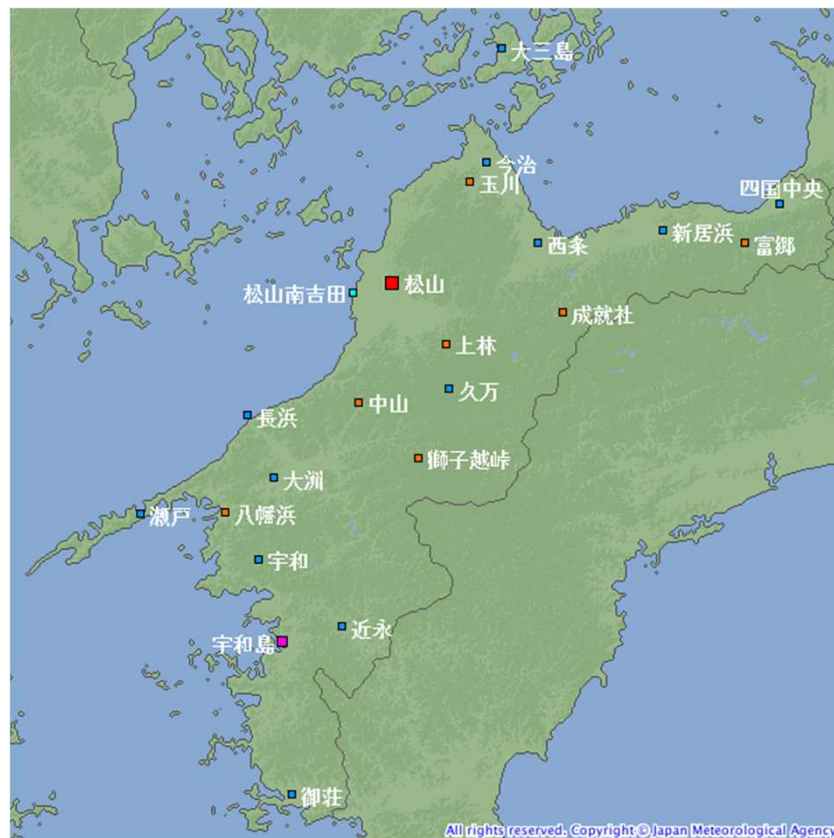 大三島
今治
玉川
四国中央
新居浜
西条
富郷
松山
松山南吉田
成就社
上林
久万
中山
長浜
獅子越峠
大洲
瀬戸
八幡浜
宇和
近永
宇和島
御荘
All rights reserved. Copyright © Japan Meteorological Agency